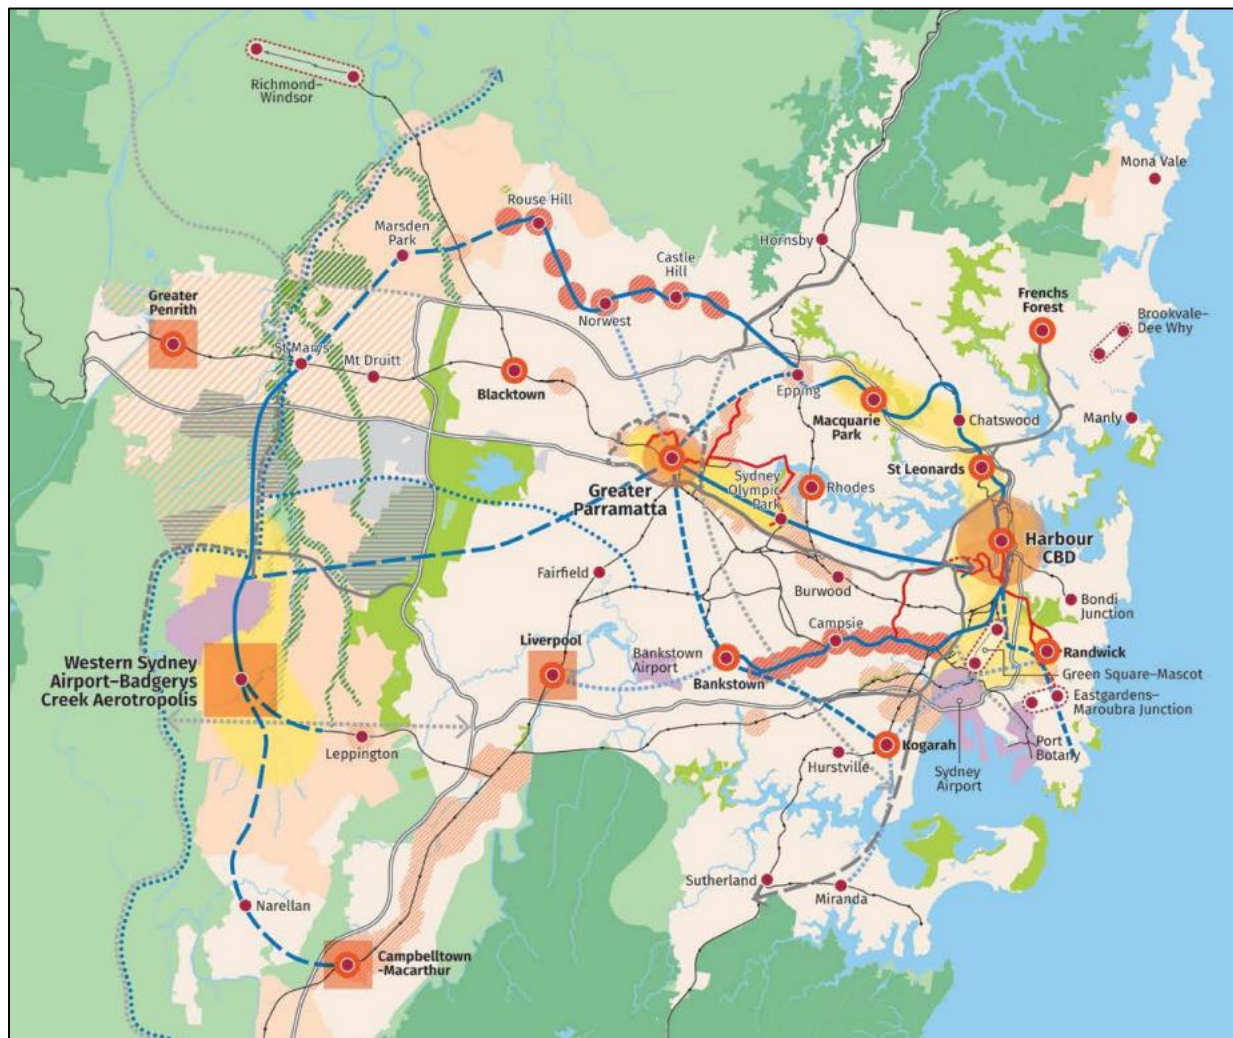 Richmond–
Windsor
Mona Vale
Rouse Hill
Marsden
Park
Hornsby
Castle
Hill
Greater
Penrith
Norwest
Frenchs
Forest
Brookvale–
Dee Why
St Marys
Mt Druitt
Blacktown
Epping
Macquarie
Park
Chatswood
Manly
St Leonards
Greater
Parramatta
Sydney
Olympic
Park
Rhodes
Harbour
CBD
Fairfield
Burwood
Bondi
Junction
Campsie
Liverpool
Bankstown
Airport
Bankstown
Randwick
Green Square–Mascot
Western Sydney
Airport–Badgerys
Creek Aerotropolis
Eastgardens–
Maroubra Junction
Leppington
Kogarah
Hurstville
Port
Botany
Sydney
Airport
Sutherland
Miranda
Narellan
Campbelltown
-Macarthur